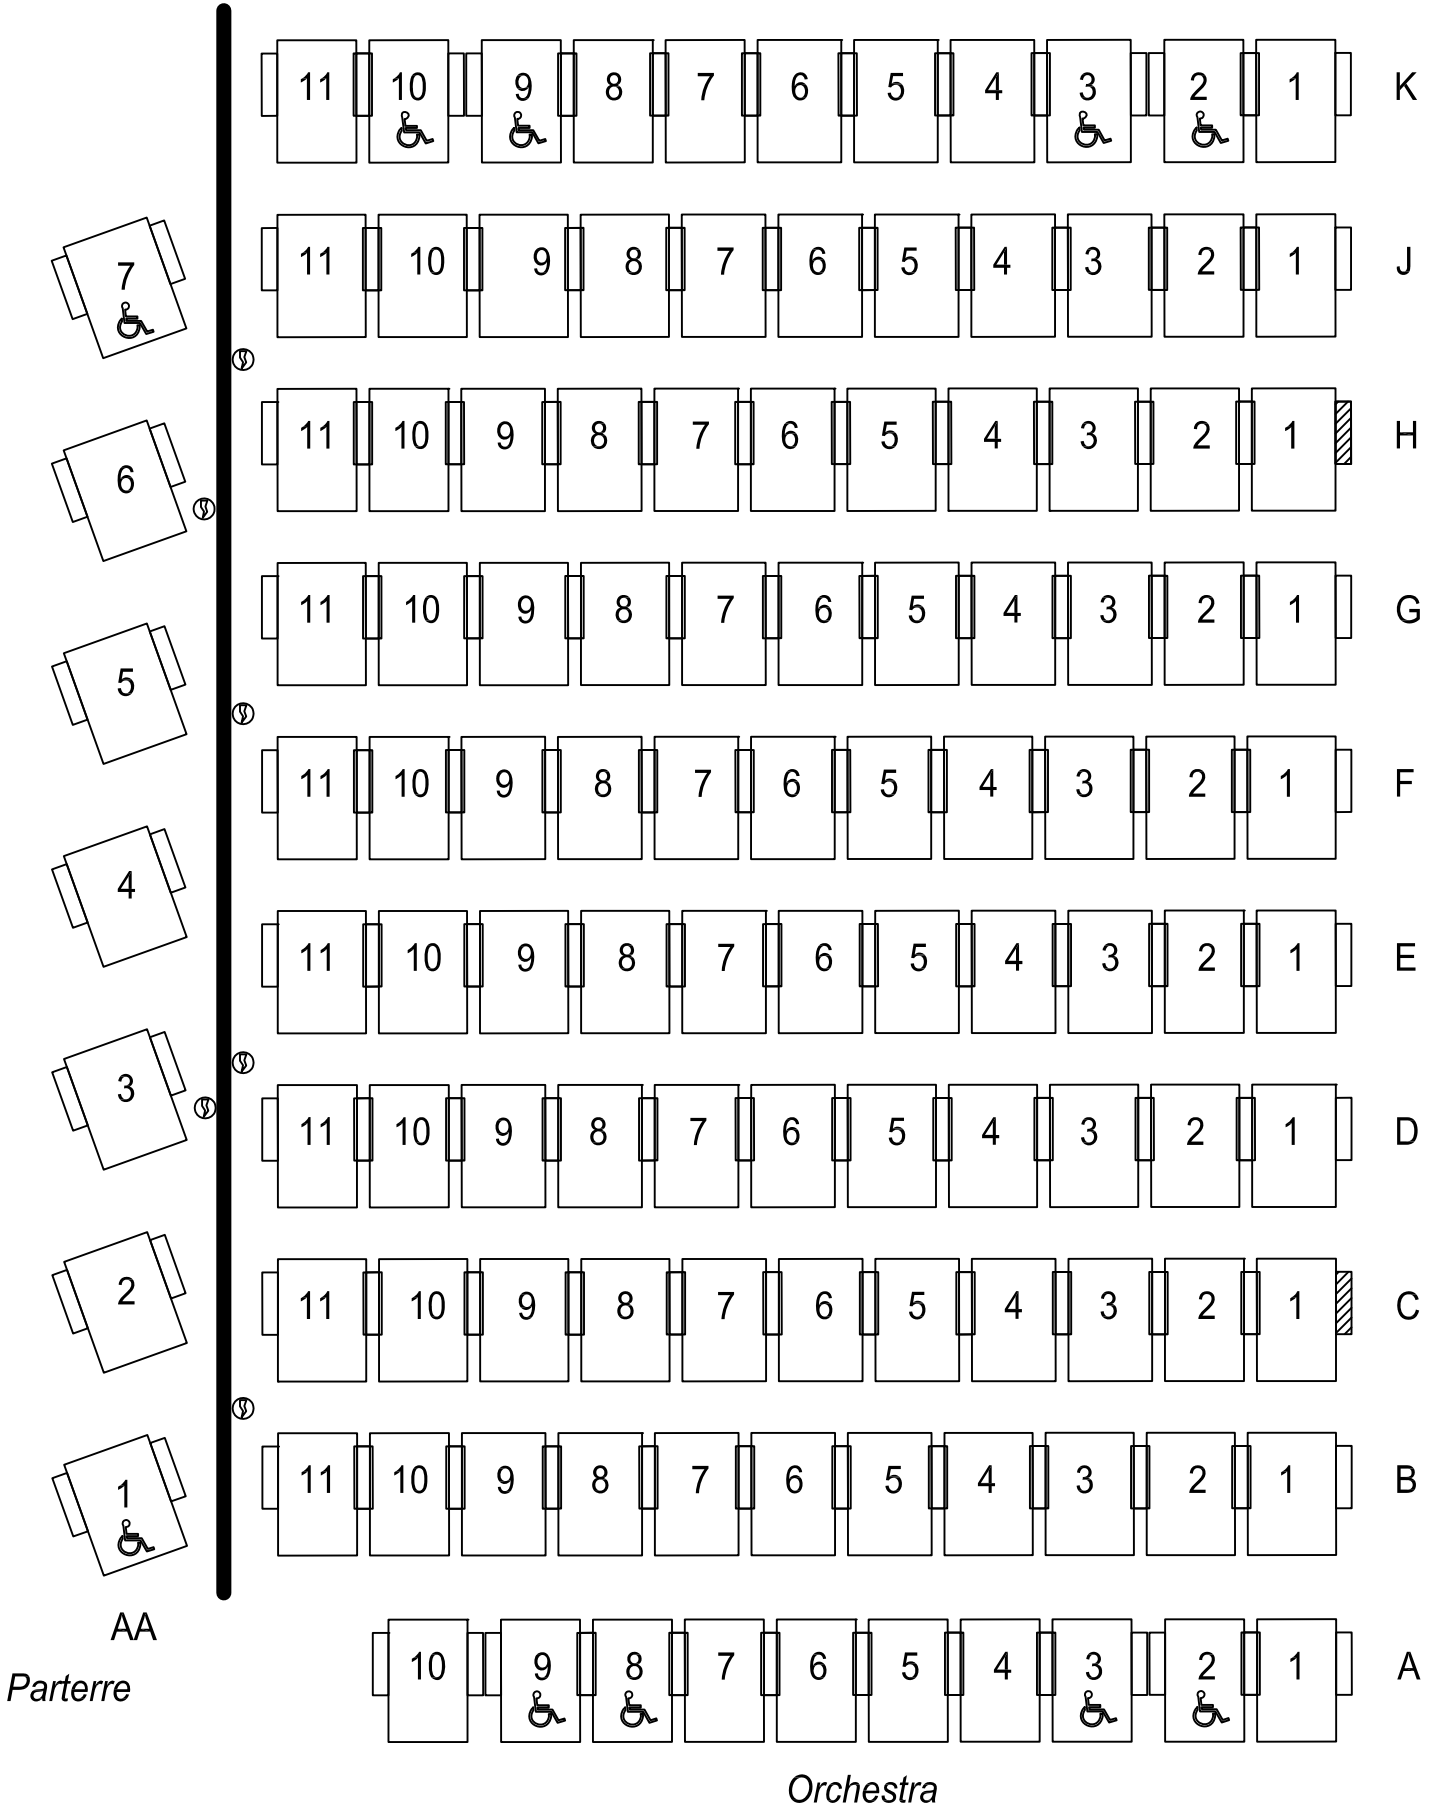 11 10 9 8 7 6 5 4 3 2 1 K
7
11 10 9 8 7 6 5 4 3 2 1 J
6
11 10 9 8 7 6 5 4 3 2 1 H
5
11 10 9 8 7 6 5 4 3 2 1 G
4
11 10 9 8 7 6 5 4 3 2 1 F
3
11 10 9 8 7 6 5 4 3 2 1 E
2
11 10 9 8 7 6 5 4 3 2 1 D
1
11 10 9 8 7 6 5 4 3 2 1 C
AA
11 10 9 8 7 6 5 4 3 2 1 B
Parterre
10 9 8 7 6 5 4 3 2 1 A
Orchestra